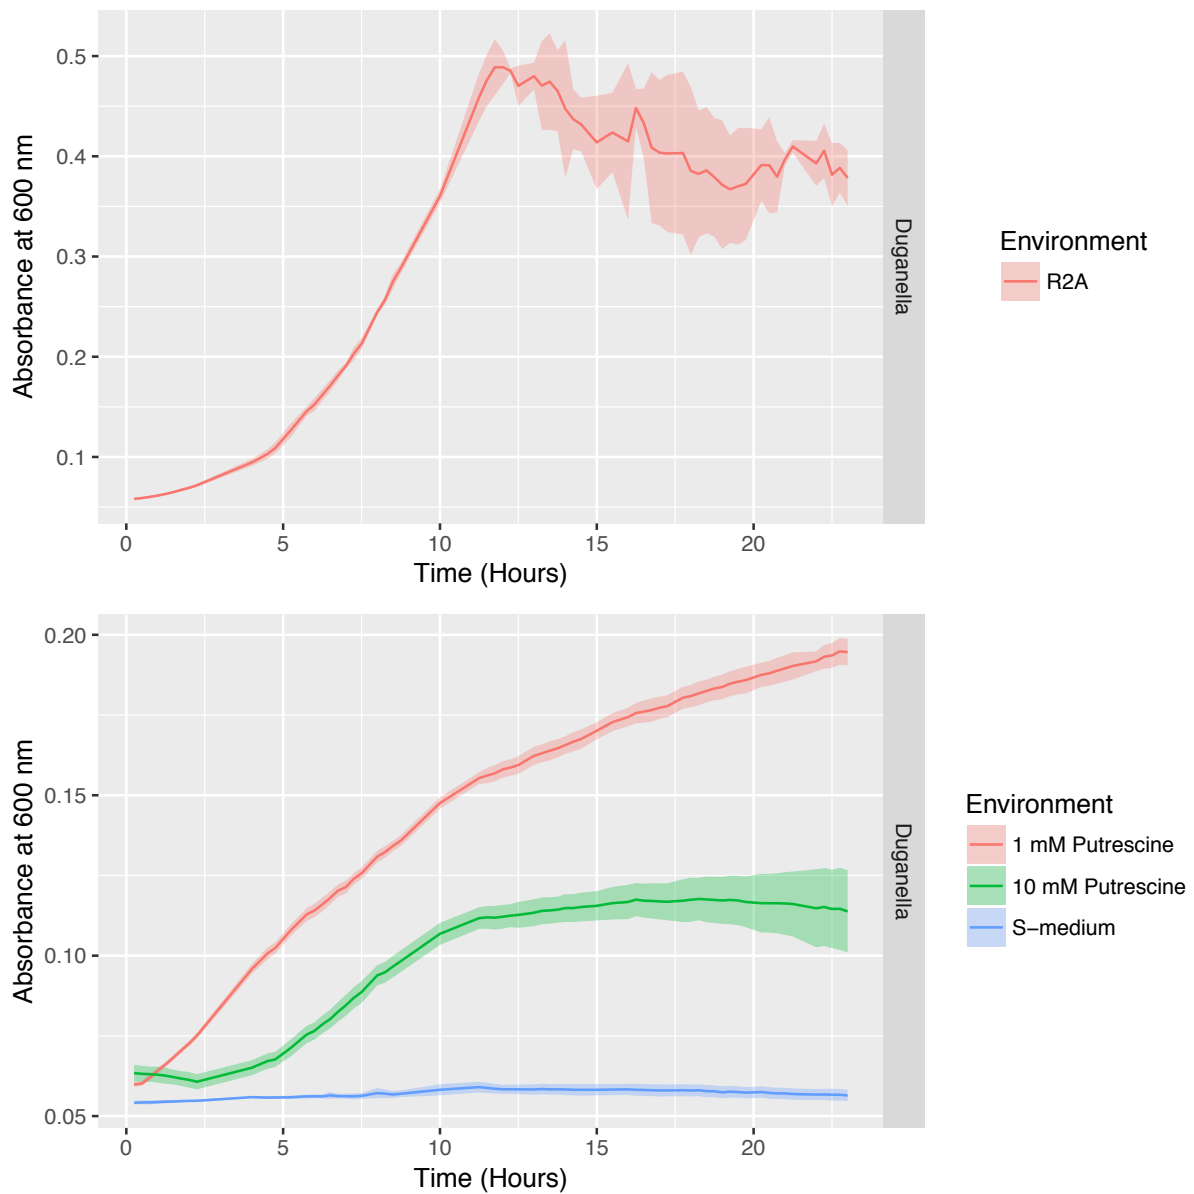 0.5
0.4
0.3
0.2
0.1
Absorbance at 600 nm
Duganella
0 5 10 15 20
Time (Hours)
Environment
R2A
0.20
0.15
0.10
0.05
Absorbance at 600 nm
Duganella
0 5 10 15 20
Time (Hours)
Environment
1 mM Putrescine
10 mM Putrescine
S−medium